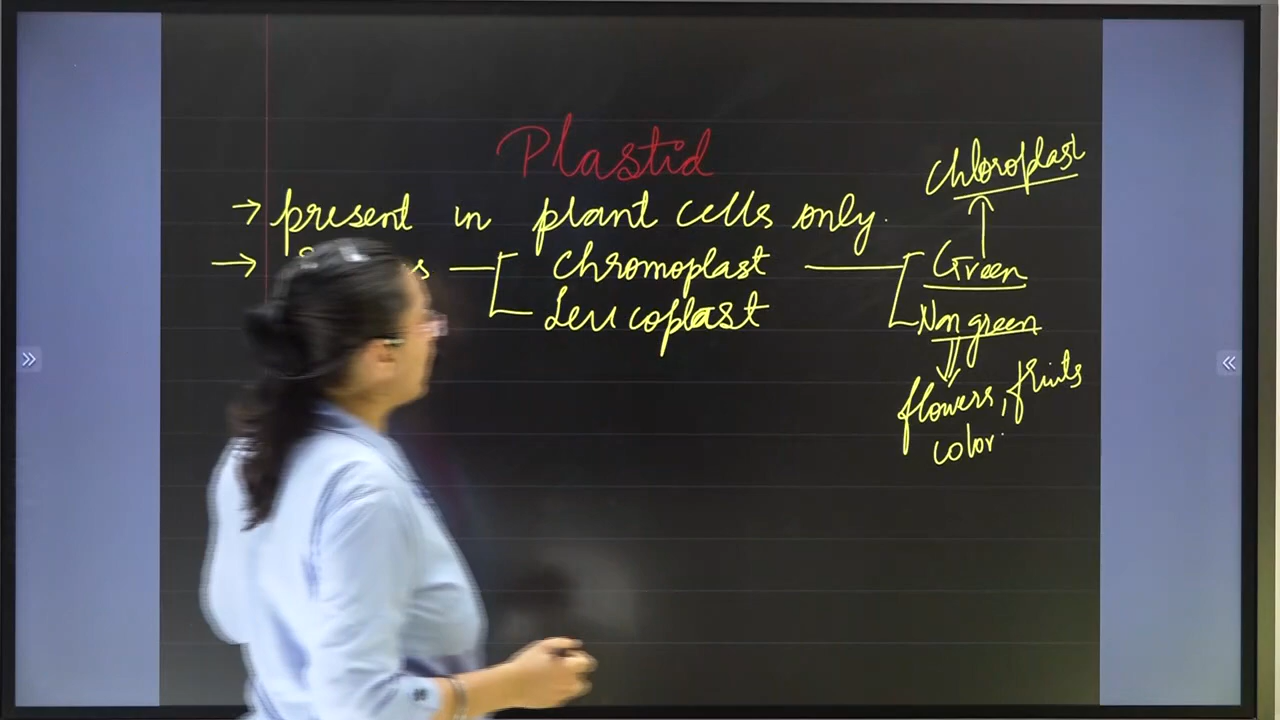 Plastid
→ present in plant cells only.
→ Chromoplast
Leucoplast
Chloroplast
Green
Non green
flowers, fruits
color